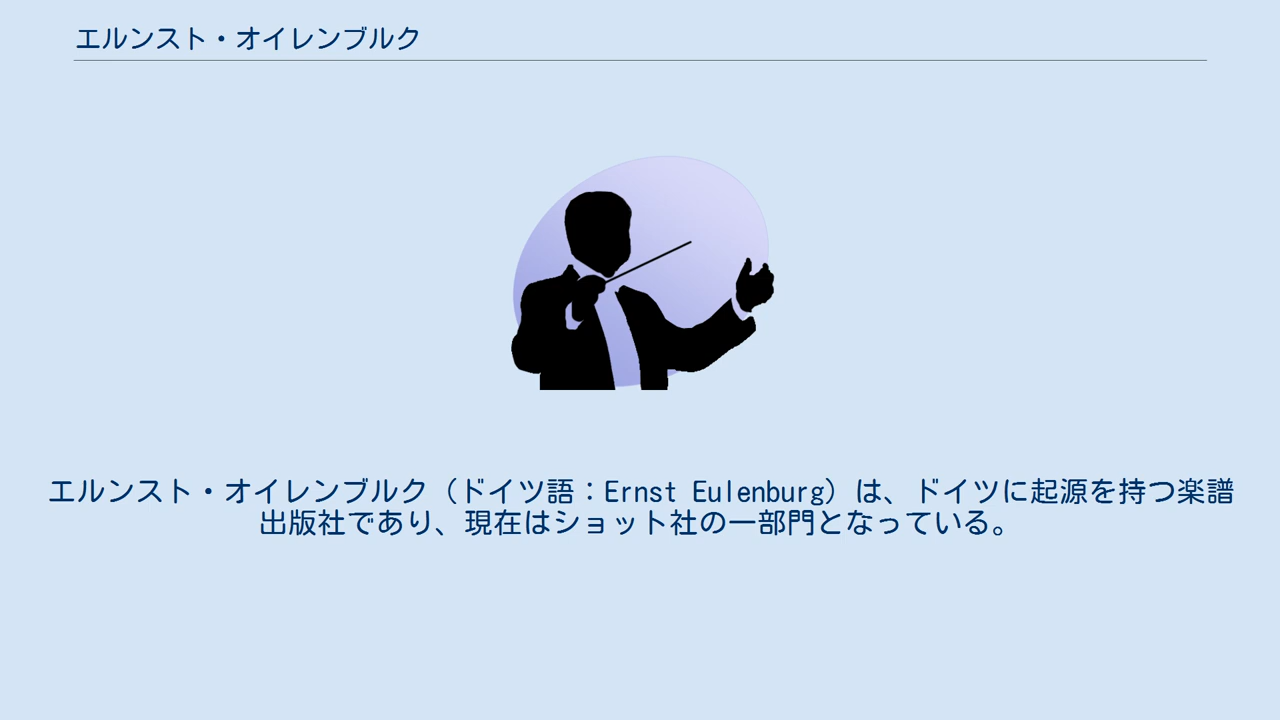 エルンスト・オイレンブルク
エルンスト・オイレンブルク（ドイツ語：Ernst Eulenburg）は、ドイツに起源を持つ楽譜
出版社であり、現在はショット社の一部門となっている。